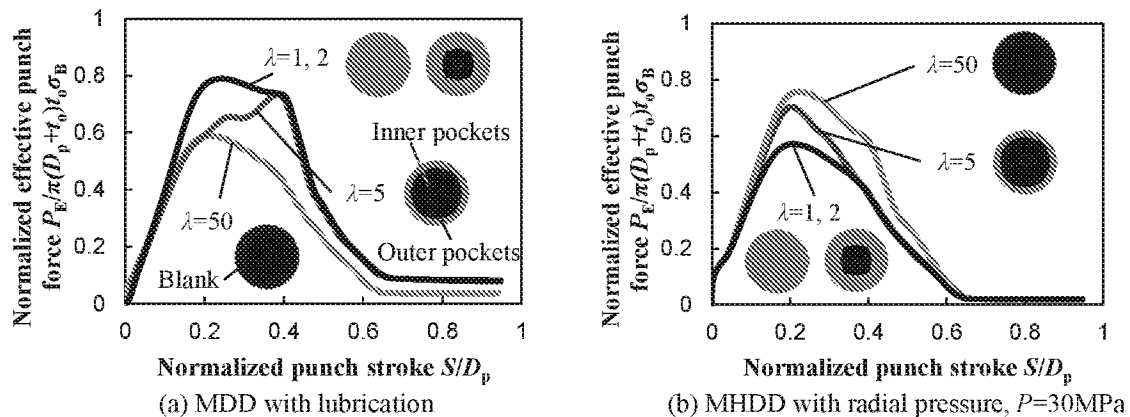 Normalized effective punch
force P_E/π(D_p+t_o)t_oσ_B
1
0.8
0.6
0.4
0.2
0
λ=1, 2
Inner pockets
λ=5
λ=50
Outer pockets
Blank
0 0.2 0.4 0.6 0.8 1
Normalized punch stroke S/D_p
(a) MDD with lubrication
Normalized effective punch
force P_E/π(D_p+t_o)t_oσ_B
1
0.8
0.6
0.4
0.2
0
λ=50
λ=5
λ=1, 2
0 0.2 0.4 0.6 0.8 1
Normalized punch stroke S/D_p
(b) MHDD with radial pressure, P=30MPa